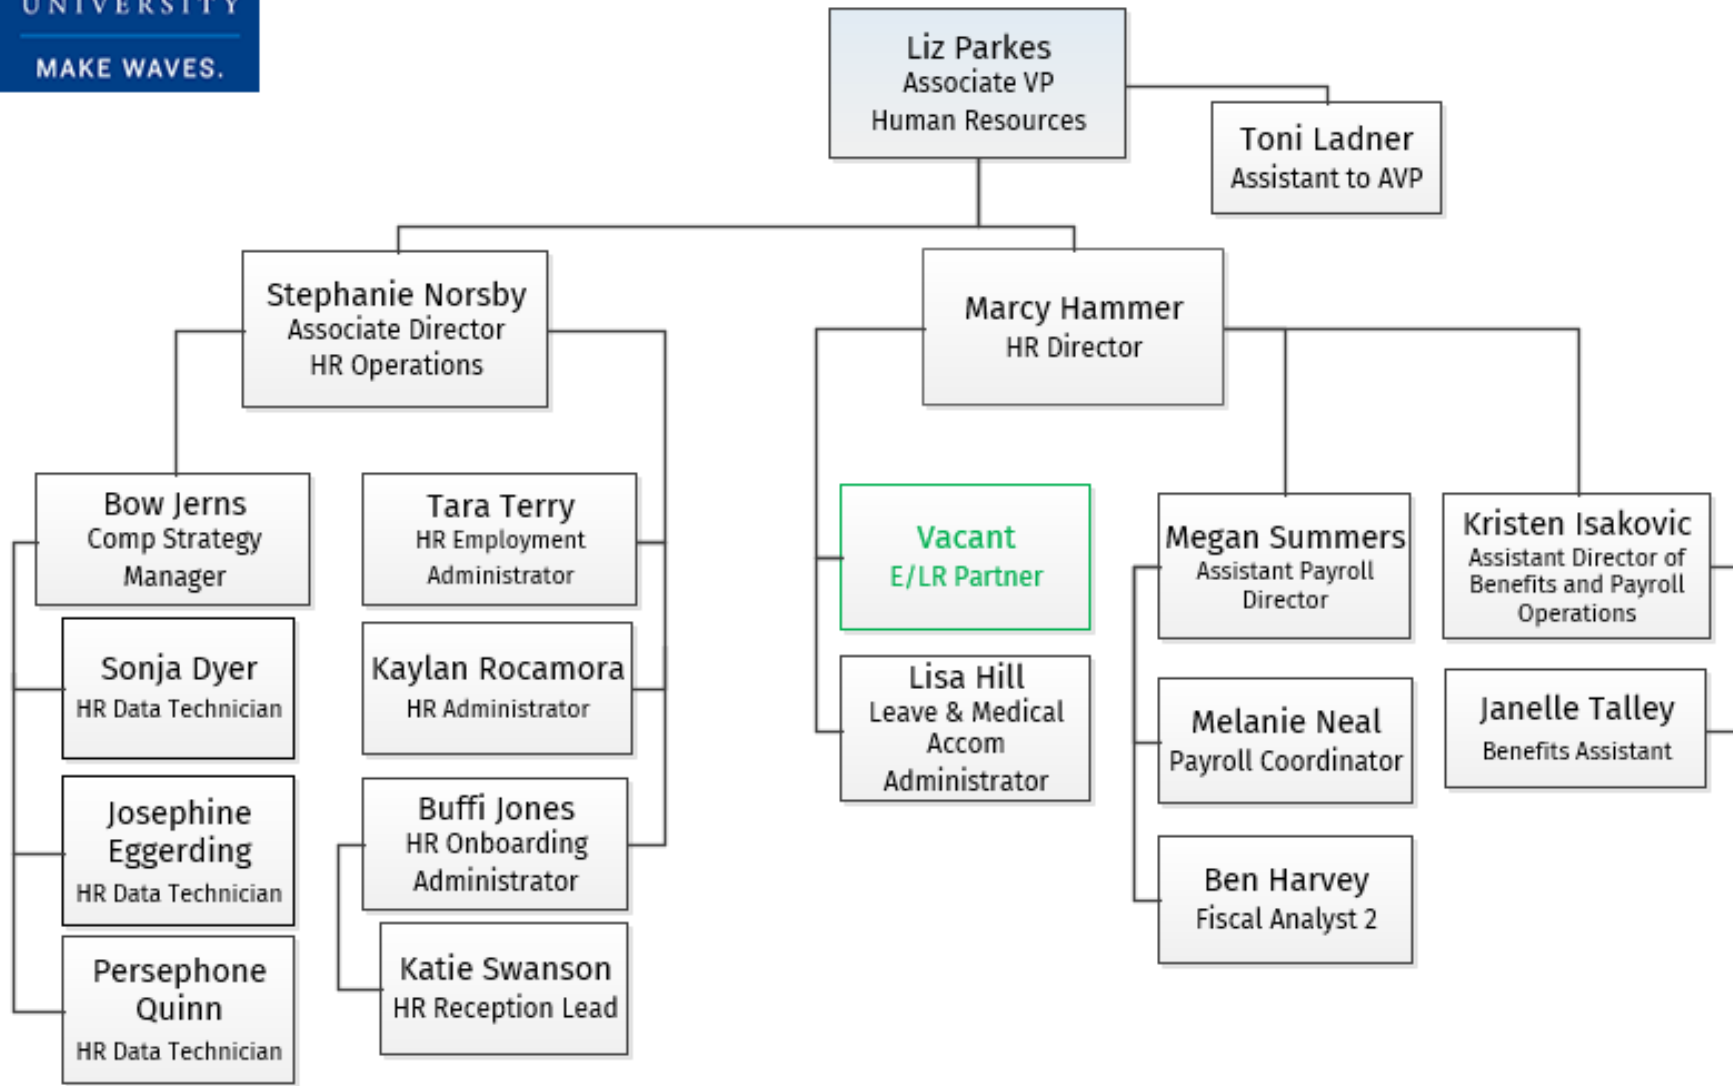 UNIVERSITY
MAKE WAVES.
Liz Parkes
Associate VP
Human Resources
Toni Ladner
Assistant to AVP
Stephanie Norsby
Associate Director
HR Operations
Marcy Hammer
HR Director
Bow Jerns
Comp Strategy
Manager
Tara Terry
HR Employment
Administrator
Vacant
E/LR Partner
Megan Summers
Assistant Payroll
Director
Kristen Isakovic
Assistant Director of
Benefits and Payroll
Operations
Sonja Dyer
HR Data Technician
Kaylan Rocamora
HR Administrator
Lisa Hill
Leave & Medical
Accom
Administrator
Melanie Neal
Payroll Coordinator
Janelle Talley
Benefits Assistant
Josephine
Eggerding
HR Data Technician
Buffi Jones
HR Onboarding
Administrator
Ben Harvey
Fiscal Analyst 2
Persephone
Quinn
HR Data Technician
Katie Swanson
HR Reception Lead